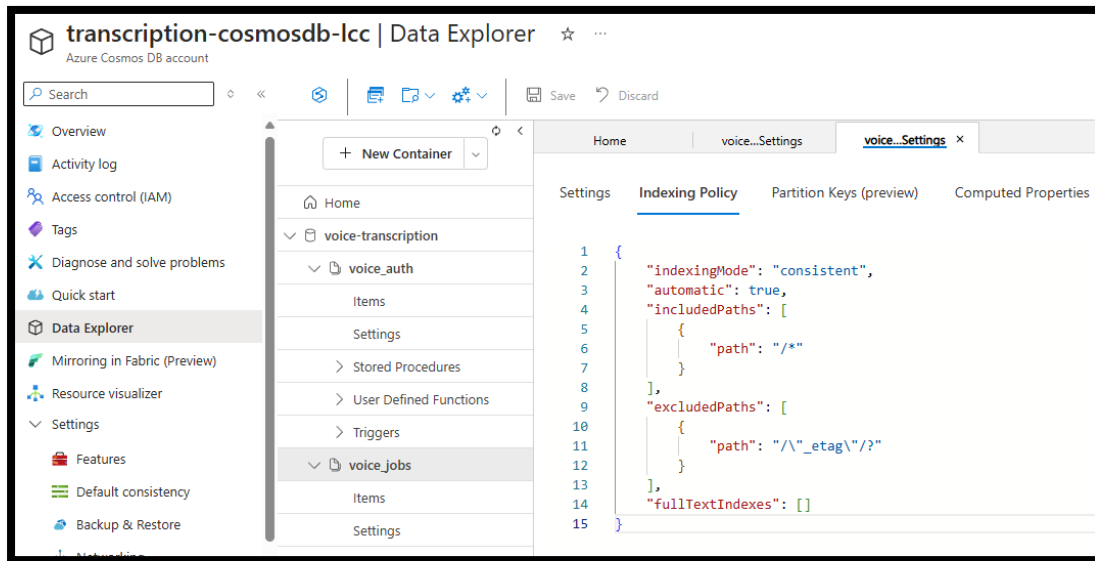 transcription-cosmosdb-lcc | Data Explorer
Azure Cosmos DB account
Search
Overview
Activity log
Access control (IAM)
Tags
Diagnose and solve problems
Quick start
Data Explorer
Mirroring in Fabric (Preview)
Resource visualizer
Settings
Features
Default consistency
Backup & Restore
Networking
+ New Container
Home
voice-transcription
voice_auth
Items
Settings
Stored Procedures
User Defined Functions
Triggers
voice_jobs
Items
Settings
Save Discard
Home voice...Settings voice...Settings
Settings Indexing Policy Partition Keys (preview) Computed Properties
1 {
2 "indexingMode": "consistent",
3 "automatic": true,
4 "includedPaths": [
5 {
6 "path": "/*"
7 }
8 ],
9 "excludedPaths": [
10 {
11 "path": "/\"_etag\"/?"
12 }
13 ],
14 "fullTextIndexes": []
15 }